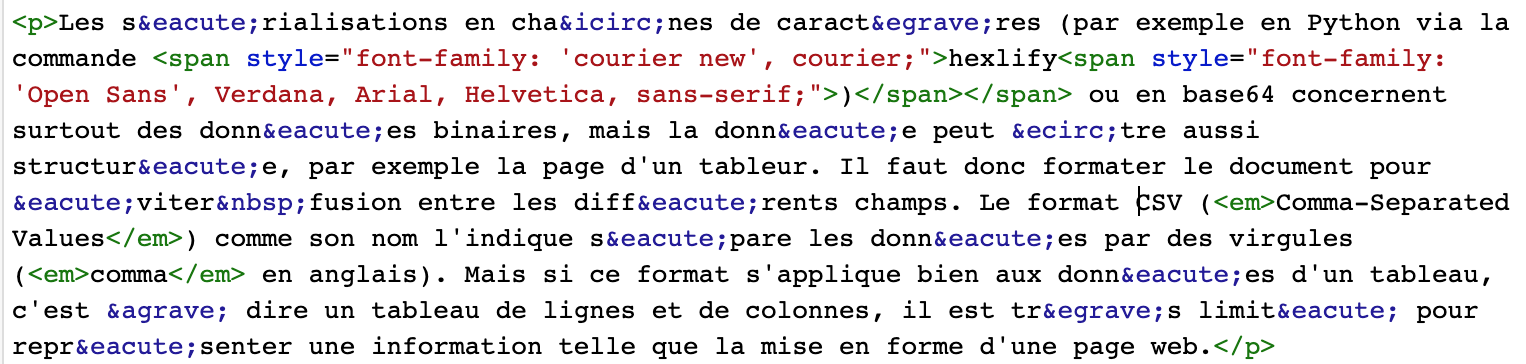 <p>Les s&eacute;rialisations en cha&icirc;nes de caract&egrave;res (par exemple en Python via la
commande <span style="font-family: 'courier new', courier;">hexlify<span style="font-family:
'Open Sans', Verdana, Arial, Helvetica, sans-serif;">)</span></span> ou en base64 concernent
surtout des donn&eacute;es binaires, mais la donn&eacute;e peut &ecirc;tre aussi
structur&eacute;e, par exemple la page d'un tableur. Il faut donc formater le document pour
&eacute;viter&nbsp;fusion entre les diff&eacute;rents champs. Le format CSV (<em>Comma-Separated
Values</em>) comme son nom l'indique s&eacute;pare les donn&eacute;es par des virgules
(<em>comma</em> en anglais). Mais si ce format s'applique bien aux donn&eacute;es d'un tableau,
c'est &agrave; dire un tableau de lignes et de colonnes, il est tr&egrave;s limit&eacute; pour
repr&eacute;senter une information telle que la mise en forme d'une page web.</p>